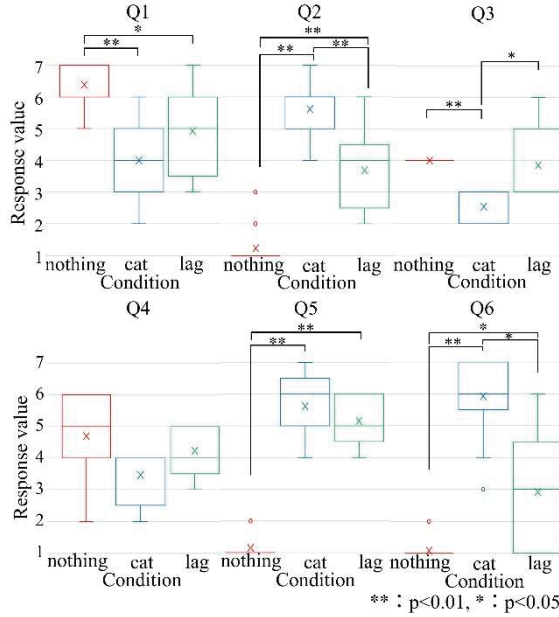 Q1
Q2
Q3
**
*
**
**
**
**
*
Response value
7
6
5
4
3
2
1
nothing cat lag
Condition
nothing cat lag
Condition
nothing cat lag
Condition
Q4
Q5
Q6
**
**
**
*
*
Response value
7
6
5
4
3
2
1
nothing cat lag
Condition
nothing cat lag
Condition
nothing cat lag
Condition
**：p<0.01, *：p<0.05